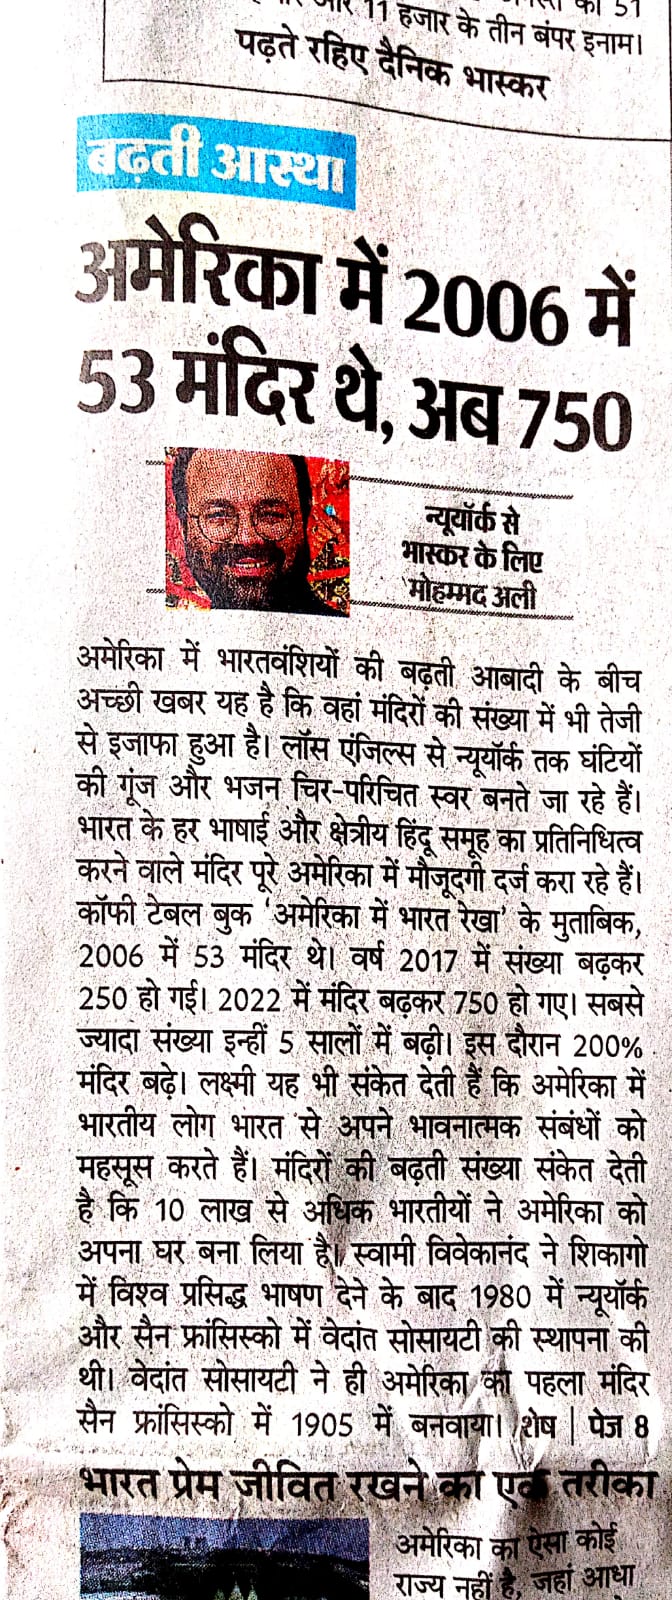 11 हजार के तीन बंपर इनाम।
पढ़ते रहिए दैनिक भास्कर
बढ़ती आस्था
अमेरिका में 2006 में
53 मंदिर थे, अब 750
न्यूयॉर्क से
भास्कर के लिए
मोहम्मद अली
अमेरिका में भारतवंशियों की बढ़ती आबादी के बीच
अच्छी खबर यह है कि वहां मंदिरों की संख्या में भी तेजी
से इजाफा हुआ है। लॉस एंजिल्स से न्यूयॉर्क तक घंटियों
की गूंज और भजन चिर-परिचित स्वर बनते जा रहे हैं।
भारत के हर भाषाई और क्षेत्रीय हिंदू समूह का प्रतिनिधित्व
करने वाले मंदिर पूरे अमेरिका में मौजूदगी दर्ज करा रहे हैं।
कॉफी टेबल बुक ‘अमेरिका में भारत रेखा’ के मुताबिक,
2006 में 53 मंदिर थे। वर्ष 2017 में संख्या बढ़कर
250 हो गई। 2022 में मंदिर बढ़कर 750 हो गए। सबसे
ज्यादा संख्या इन्हीं 5 सालों में बढ़ी। इस दौरान 200%
मंदिर बढ़े। लक्ष्मी यह भी संकेत देती हैं कि अमेरिका में
भारतीय लोग भारत से अपने भावनात्मक संबंधों को
महसूस करते हैं। मंदिरों की बढ़ती संख्या संकेत देती
है कि 10 लाख से अधिक भारतीयों ने अमेरिका को
अपना घर बना लिया है। स्वामी विवेकानंद ने शिकागो
में विश्व प्रसिद्ध भाषण देने के बाद 1980 में न्यूयॉर्क
और सैन फ्रांसिस्को में वेदांत सोसायटी की स्थापना की
थी। वेदांत सोसायटी ने ही अमेरिका का पहला मंदिर
सैन फ्रांसिस्को में 1905 में बनवाया। शेष | पेज 8
भारत प्रेम जीवित रखने का एक तरीका
अमेरिका का ऐसा कोई
राज्य नहीं है, जहां आधा